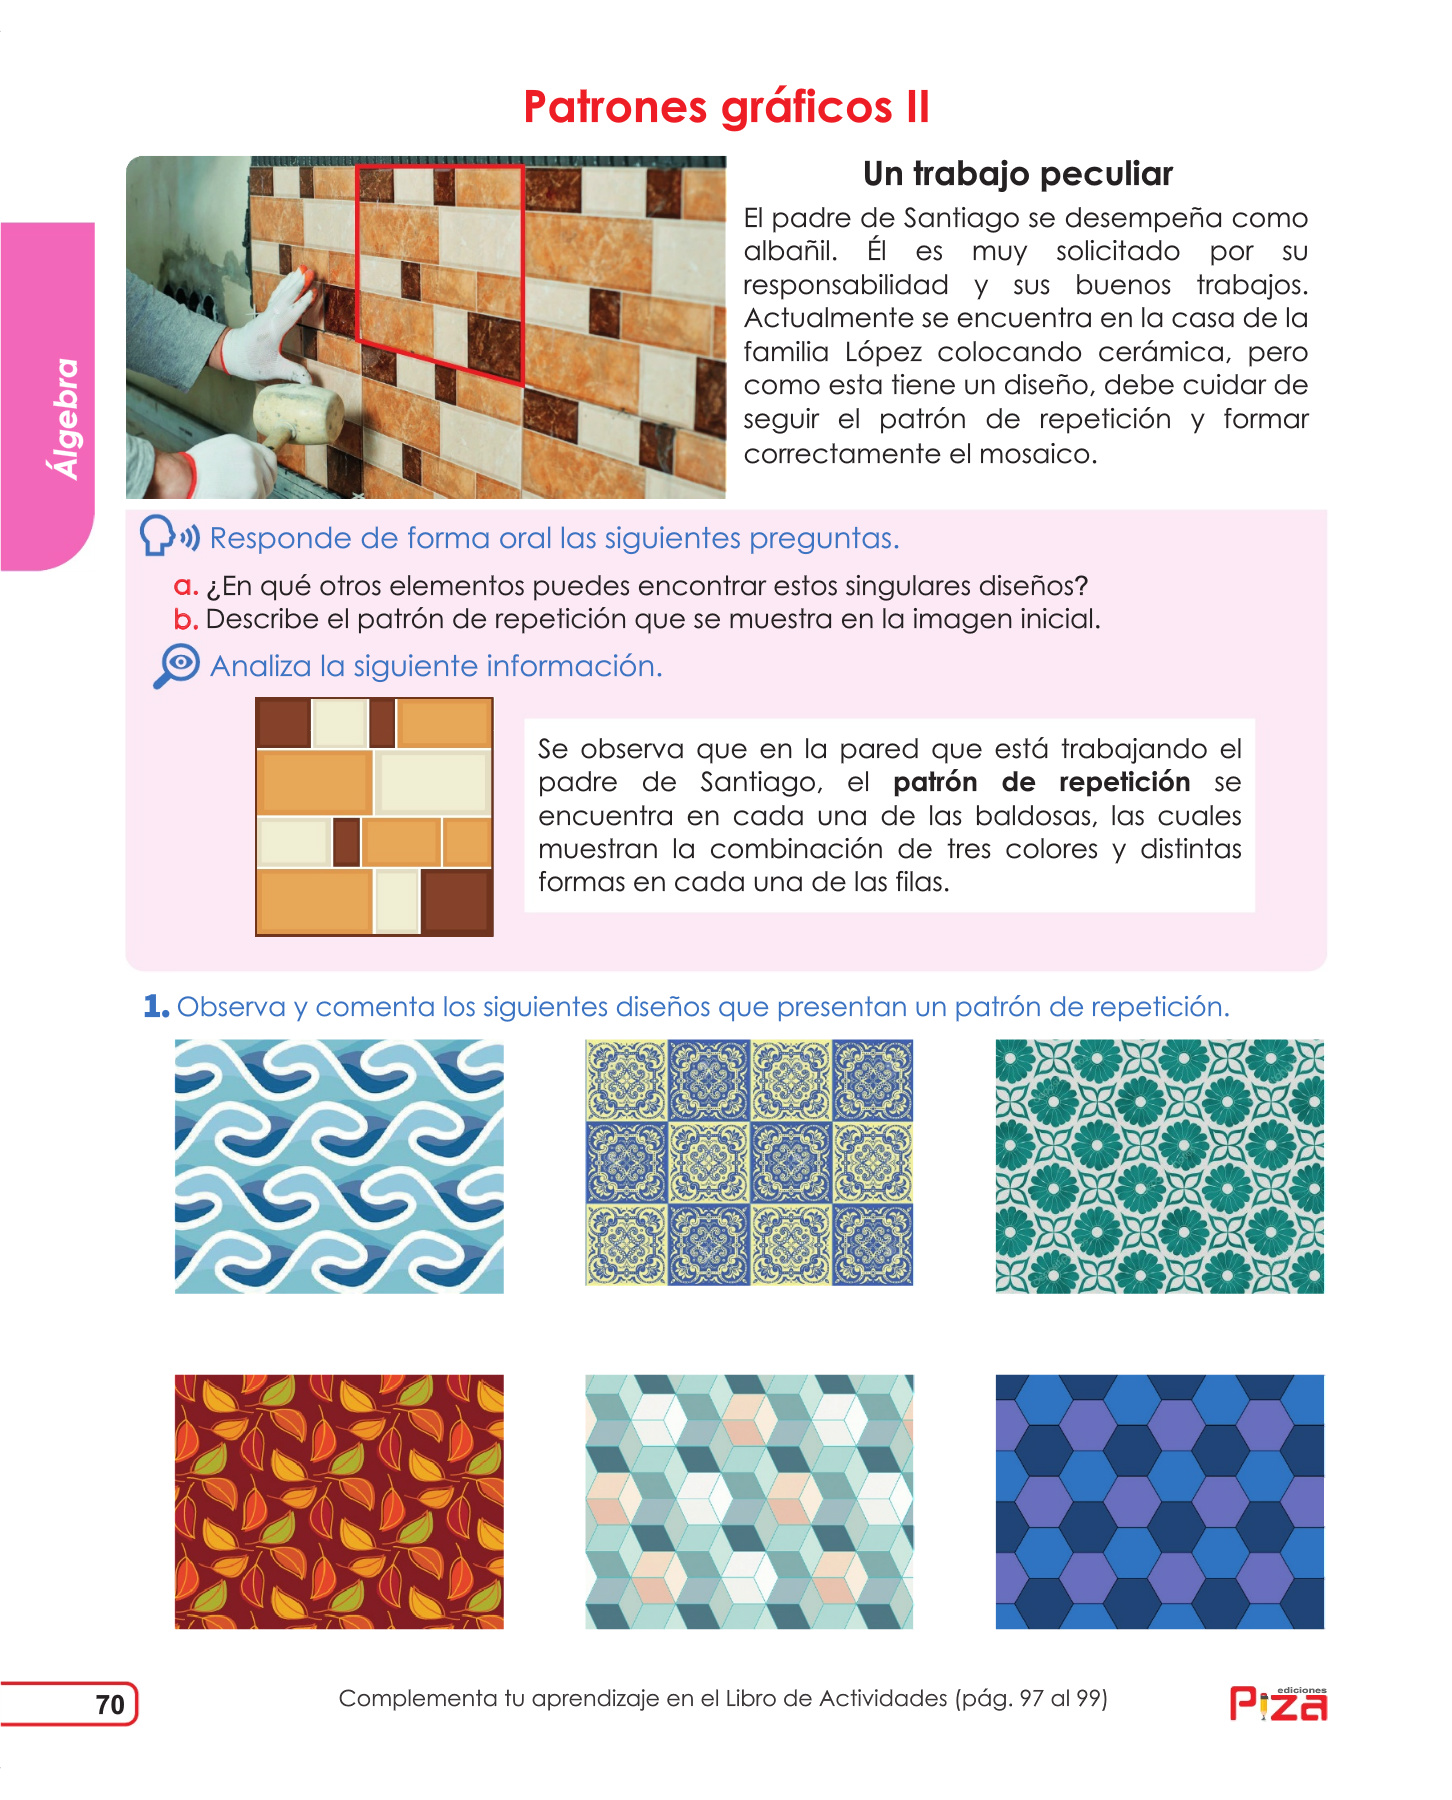 Patrones gráficos II
Un trabajo peculiar
El padre de Santiago se desempeña como
albañil. Él es muy solicitado por su
responsabilidad y sus buenos trabajos.
Actualmente se encuentra en la casa de la
familia López colocando cerámica, pero
como esta tiene un diseño, debe cuidar de
seguir el patrón de repetición y formar
correctamente el mosaico.
Álgebra
Responde de forma oral las siguientes preguntas.
a. ¿En qué otros elementos puedes encontrar estos singulares diseños?
b. Describe el patrón de repetición que se muestra en la imagen inicial.
Analiza la siguiente información.
Se observa que en la pared que está trabajando el
padre de Santiago, el patrón de repetición se
encuentra en cada una de las baldosas, las cuales
muestran la combinación de tres colores y distintas
formas en cada una de las filas.
1. Observa y comenta los siguientes diseños que presentan un patrón de repetición.
70
Complementa tu aprendizaje en el Libro de Actividades (pág. 97 al 99)
ediciones
Piza